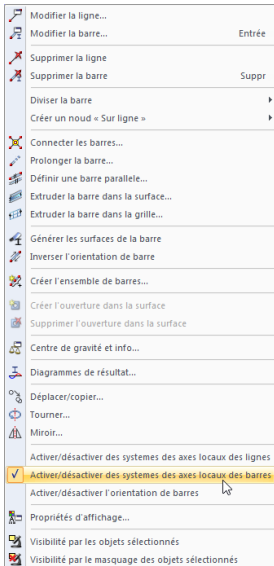 Modifier la ligne...
Modifier la barre... Entrée
Supprimer la ligne
Supprimer la barre Suppr
Diviser la barre
Créer un noud « Sur ligne »
Connecter les barres...
Prolonger la barre...
Définir une barre parallele...
Extruder la barre dans la surface...
Extruder la barre dans la grille...
Générer les surfaces de la barre
Inverser l'orientation de barre
Créer l'ensemble de barres...
Créer l'ouverture dans la surface
Supprimer l'ouverture dans la surface
Centre de gravité et info...
Diagrammes de résultat...
Déplacer/copier...
Tourner...
Miroir...
Activer/désactiver des systemes des axes locaux des lignes
Activer/désactiver des systemes des axes locaux des barres
Activer/désactiver l'orientation de barres
Propriétés d'affichage...
Visibilité par les objets sélectionnés
Visibilité par le masquage des objets sélectionnés